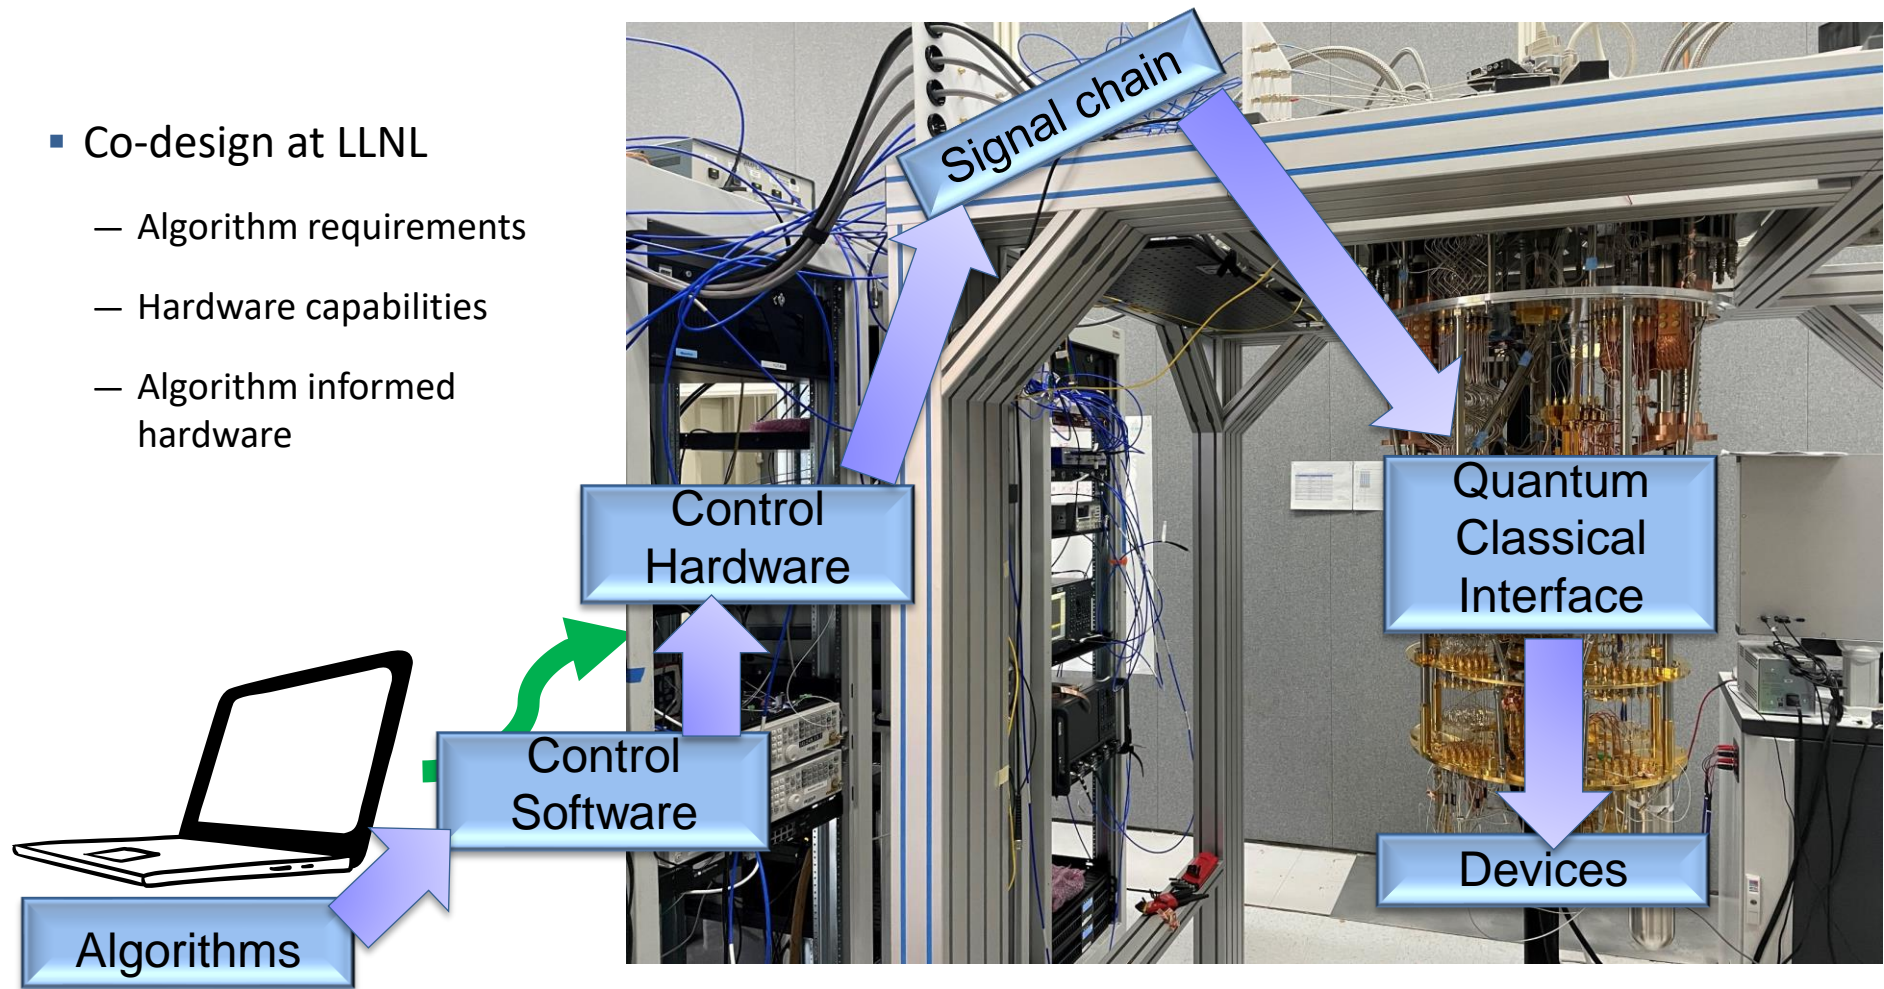 Co-design at LLNL
— Algorithm requirements
— Hardware capabilities
— Algorithm informed
hardware
Signal chain
Control
Hardware
Quantum
Classical
Interface
Control
Software
Devices
Algorithms